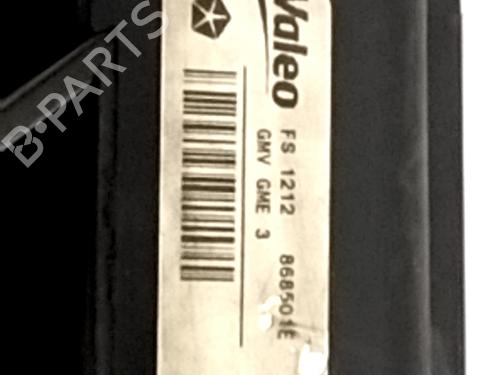 Valeo
FS 1212 868501E
GMV GME 3
B-PARTS